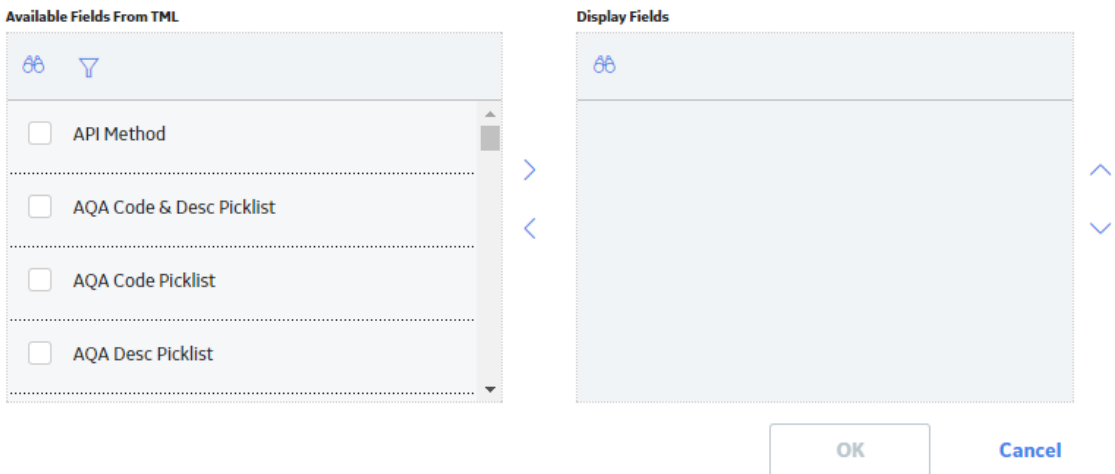 Available Fields From TML
Display Fields
API Method
AQA Code & Desc Picklist
AQA Code Picklist
AQA Desc Picklist
OK
Cancel